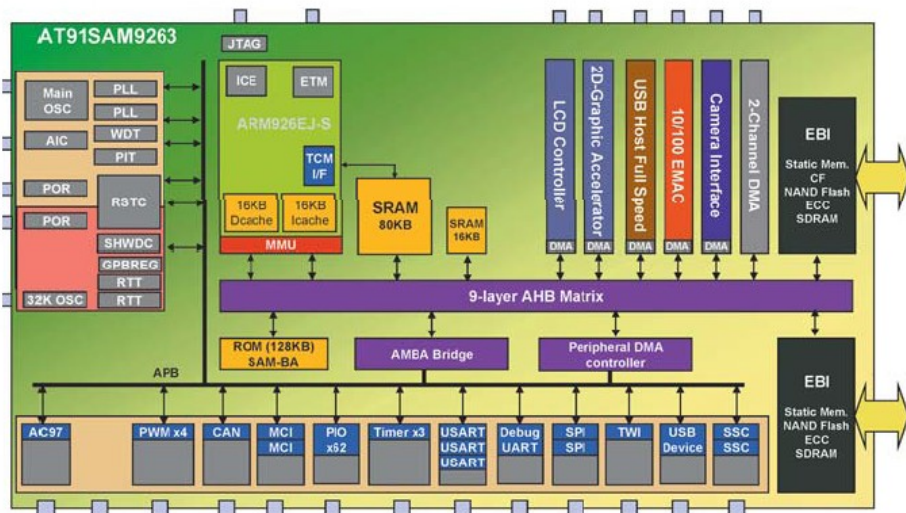 AT91SAM9263
JTAG
ICE
ETM
ARM926EJ-S
TCM
I/F
16KB
Dcache
16KB
Icache
MMU
Main
OSC
PLL
PLL
AIC
WDT
PIT
POR
RSTC
POR
SHWDC
GPBREG
RTT
32K OSC
RTT
SRAM
80KB
SRAM
16KB
LCD Controller
DMA
2D-Graphic Accelerator
DMA
USB Host Full Speed
DMA
10/100 EMAC
DMA
Camera Interface
DMA
2-Channel DMA
EBI
Static Mem.
CF
NAND Flash
ECC
SDRAM
9-layer AHB Matrix
ROM (128KB)
SAM-BA
AMBA Bridge
Peripheral DMA
controller
APB
EBI
Static Mem.
NAND Flash
ECC
SDRAM
AC97
PWM x4
CAN
MCI
MCI
PIO
x62
Timer x3
USART
USART
USART
Debug
UART
SPI
SPI
TWI
USB
Device
SSC
SSC